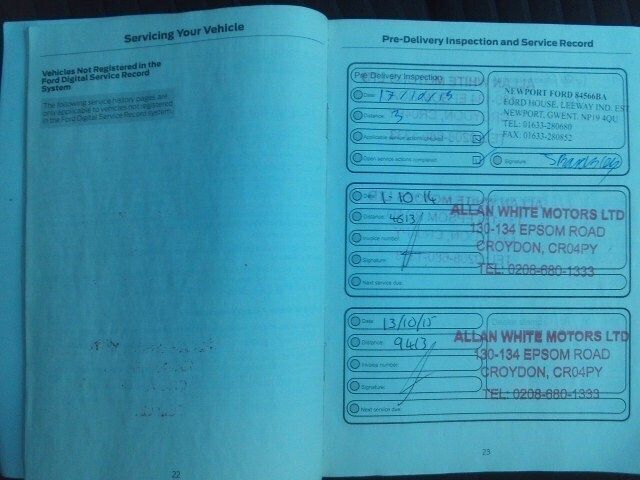 Servicing Your Vehicle
Vehicles Not Registered in the
Ford Digital Service Record
System
The following service history pages are
only applicable to vehicles not registered
in the Ford Digital Service Record system.
22
Pre-Delivery Inspection and Service Record
Pre Delivery Inspection
Date:
Distance: 3
Open service actions completed:
Signature:
NEWPORT FORD 84566BA
FORD HOUSE, LEEWAY IND. EST
NEWPORT, GWENT. NP19 4QU
TEL: 01633-280680
FAX: 01633-280852
Date: 1-10-14
Distance: 4613
Invoice number:
Signature:
Next service due:
ALLAN WHITE MOTORS LTD
130-134 EPSOM ROAD
CROYDON, CR04PY
TEL: 0208-680-1333
Date: 13/10/15
Distance: 9413
Invoice number:
Signature:
Next service due:
ALLAN WHITE MOTORS LTD
130-134 EPSOM ROAD
CROYDON, CR04PY
TEL: 0208-680-1333
23